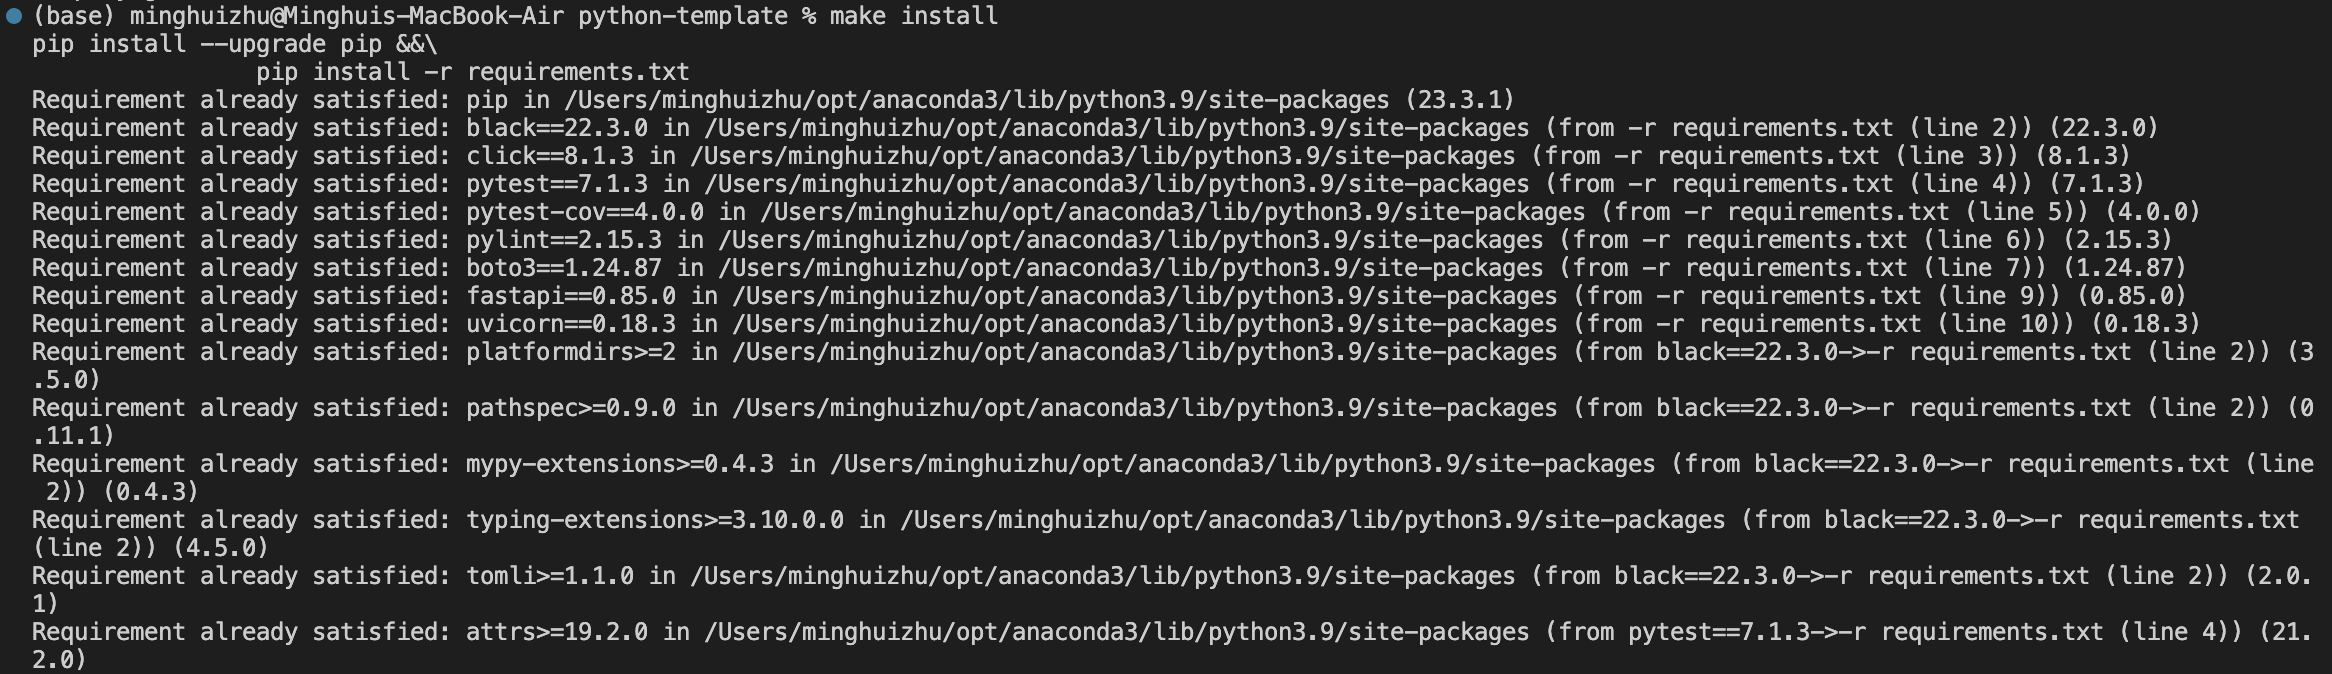 (base) minghuizhu@Minghuis-MacBook-Air python-template % make install
pip install --upgrade pip &&\
                pip install -r requirements.txt
Requirement already satisfied: pip in /Users/minghuizhu/opt/anaconda3/lib/python3.9/site-packages (23.3.1)
Requirement already satisfied: black==22.3.0 in /Users/minghuizhu/opt/anaconda3/lib/python3.9/site-packages (from -r requirements.txt (line 2)) (22.3.0)
Requirement already satisfied: click==8.1.3 in /Users/minghuizhu/opt/anaconda3/lib/python3.9/site-packages (from -r requirements.txt (line 3)) (8.1.3)
Requirement already satisfied: pytest==7.1.3 in /Users/minghuizhu/opt/anaconda3/lib/python3.9/site-packages (from -r requirements.txt (line 4)) (7.1.3)
Requirement already satisfied: pytest-cov==4.0.0 in /Users/minghuizhu/opt/anaconda3/lib/python3.9/site-packages (from -r requirements.txt (line 5)) (4.0.0)
Requirement already satisfied: pylint==2.15.3 in /Users/minghuizhu/opt/anaconda3/lib/python3.9/site-packages (from -r requirements.txt (line 6)) (2.15.3)
Requirement already satisfied: boto3==1.24.87 in /Users/minghuizhu/opt/anaconda3/lib/python3.9/site-packages (from -r requirements.txt (line 7)) (1.24.87)
Requirement already satisfied: fastapi==0.85.0 in /Users/minghuizhu/opt/anaconda3/lib/python3.9/site-packages (from -r requirements.txt (line 9)) (0.85.0)
Requirement already satisfied: uvicorn==0.18.3 in /Users/minghuizhu/opt/anaconda3/lib/python3.9/site-packages (from -r requirements.txt (line 10)) (0.18.3)
Requirement already satisfied: platformdirs>=2 in /Users/minghuizhu/opt/anaconda3/lib/python3.9/site-packages (from black==22.3.0->-r requirements.txt (line 2)) (3
.5.0)
Requirement already satisfied: pathspec>=0.9.0 in /Users/minghuizhu/opt/anaconda3/lib/python3.9/site-packages (from black==22.3.0->-r requirements.txt (line 2)) (0
.11.1)
Requirement already satisfied: mypy-extensions>=0.4.3 in /Users/minghuizhu/opt/anaconda3/lib/python3.9/site-packages (from black==22.3.0->-r requirements.txt (line
 2)) (0.4.3)
Requirement already satisfied: typing-extensions>=3.10.0.0 in /Users/minghuizhu/opt/anaconda3/lib/python3.9/site-packages (from black==22.3.0->-r requirements.txt
(line 2)) (4.5.0)
Requirement already satisfied: tomli>=1.1.0 in /Users/minghuizhu/opt/anaconda3/lib/python3.9/site-packages (from black==22.3.0->-r requirements.txt (line 2)) (2.0.
1)
Requirement already satisfied: attrs>=19.2.0 in /Users/minghuizhu/opt/anaconda3/lib/python3.9/site-packages (from pytest==7.1.3->-r requirements.txt (line 4)) (21.
2.0)